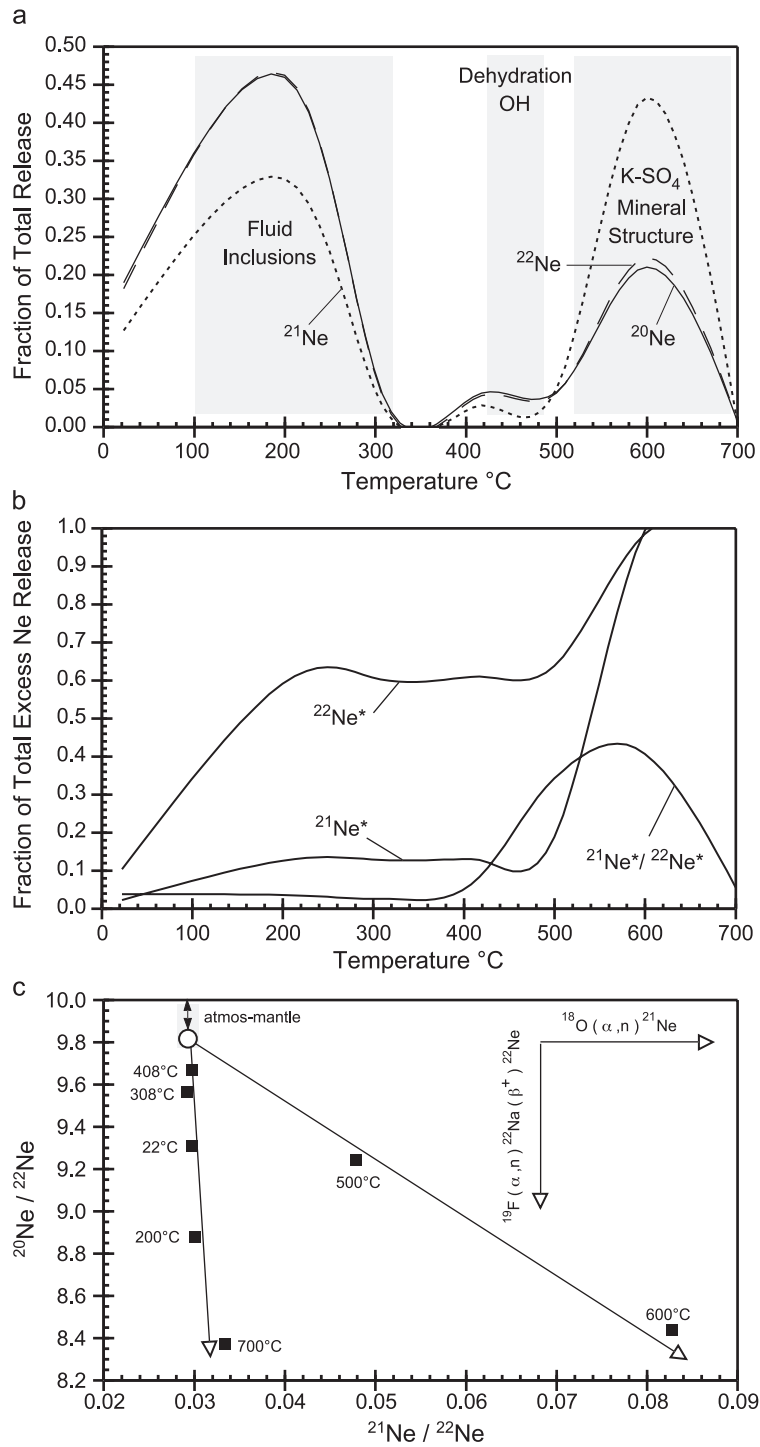 a
0.50
0.45
0.40
0.35
0.30
0.25
0.20
0.15
0.10
0.05
0.00
Fraction of Total Release
Dehydration
OH
K-SO4
Mineral
Structure
Fluid
Inclusions
21Ne
22Ne
20Ne
0 100 200 300 400 500 600 700
Temperature °C
b
1.0
0.9
0.8
0.7
0.6
0.5
0.4
0.3
0.2
0.1
0.0
Fraction of Total Excess Ne Release
22Ne*
21Ne*
21Ne*/ 22Ne*
0 100 200 300 400 500 600 700
Temperature °C
c
10.0
9.8
9.6
9.4
9.2
9.0
8.8
8.6
8.4
8.2
20Ne / 22Ne
atmos-mantle
408°C
308°C
22°C
200°C
700°C
500°C
600°C
18O (α,n) 21Ne
19F (α,n) 22Na (β+) 22Ne
0.02 0.03 0.04 0.05 0.06 0.07 0.08 0.09
21Ne / 22Ne